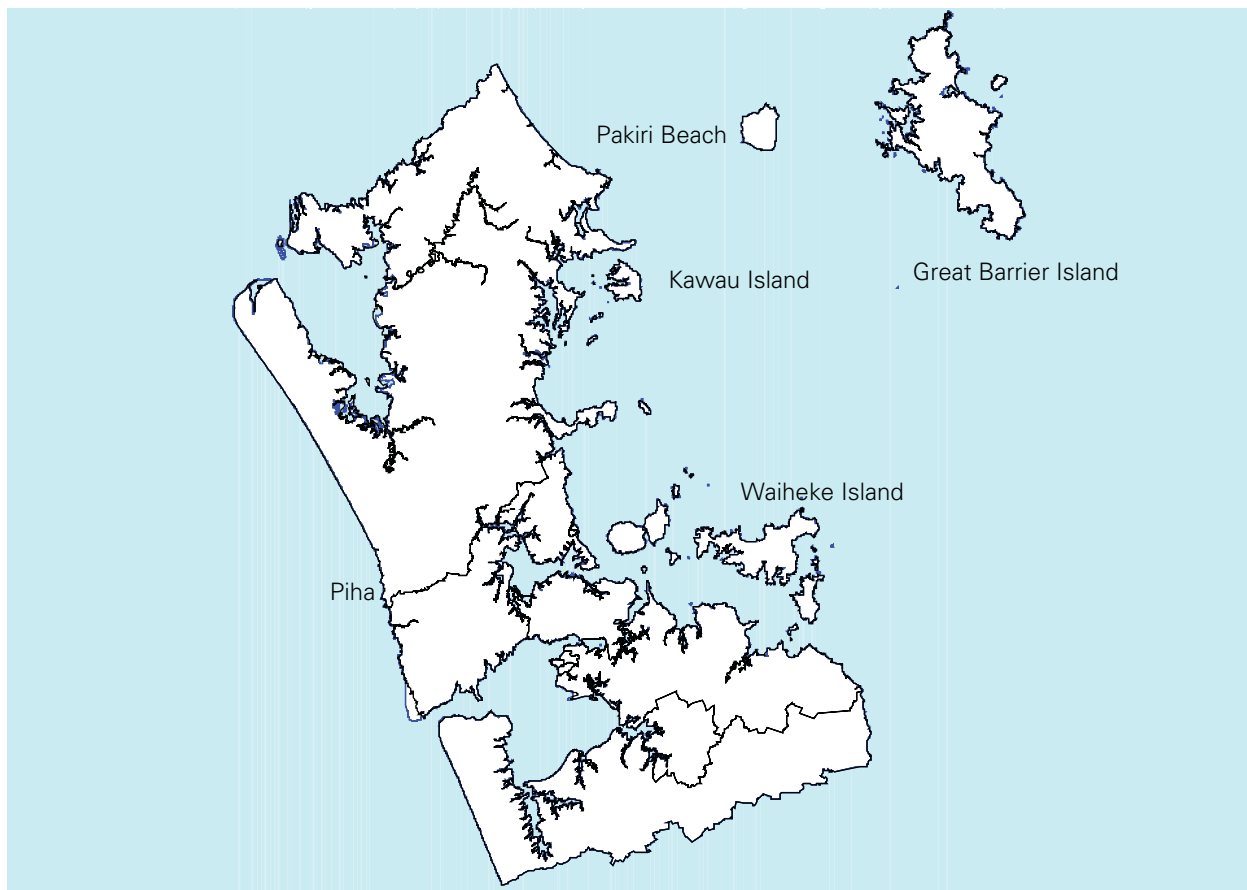 Pakiri Beach
Great Barrier Island
Kawau Island
Waiheke Island
Piha